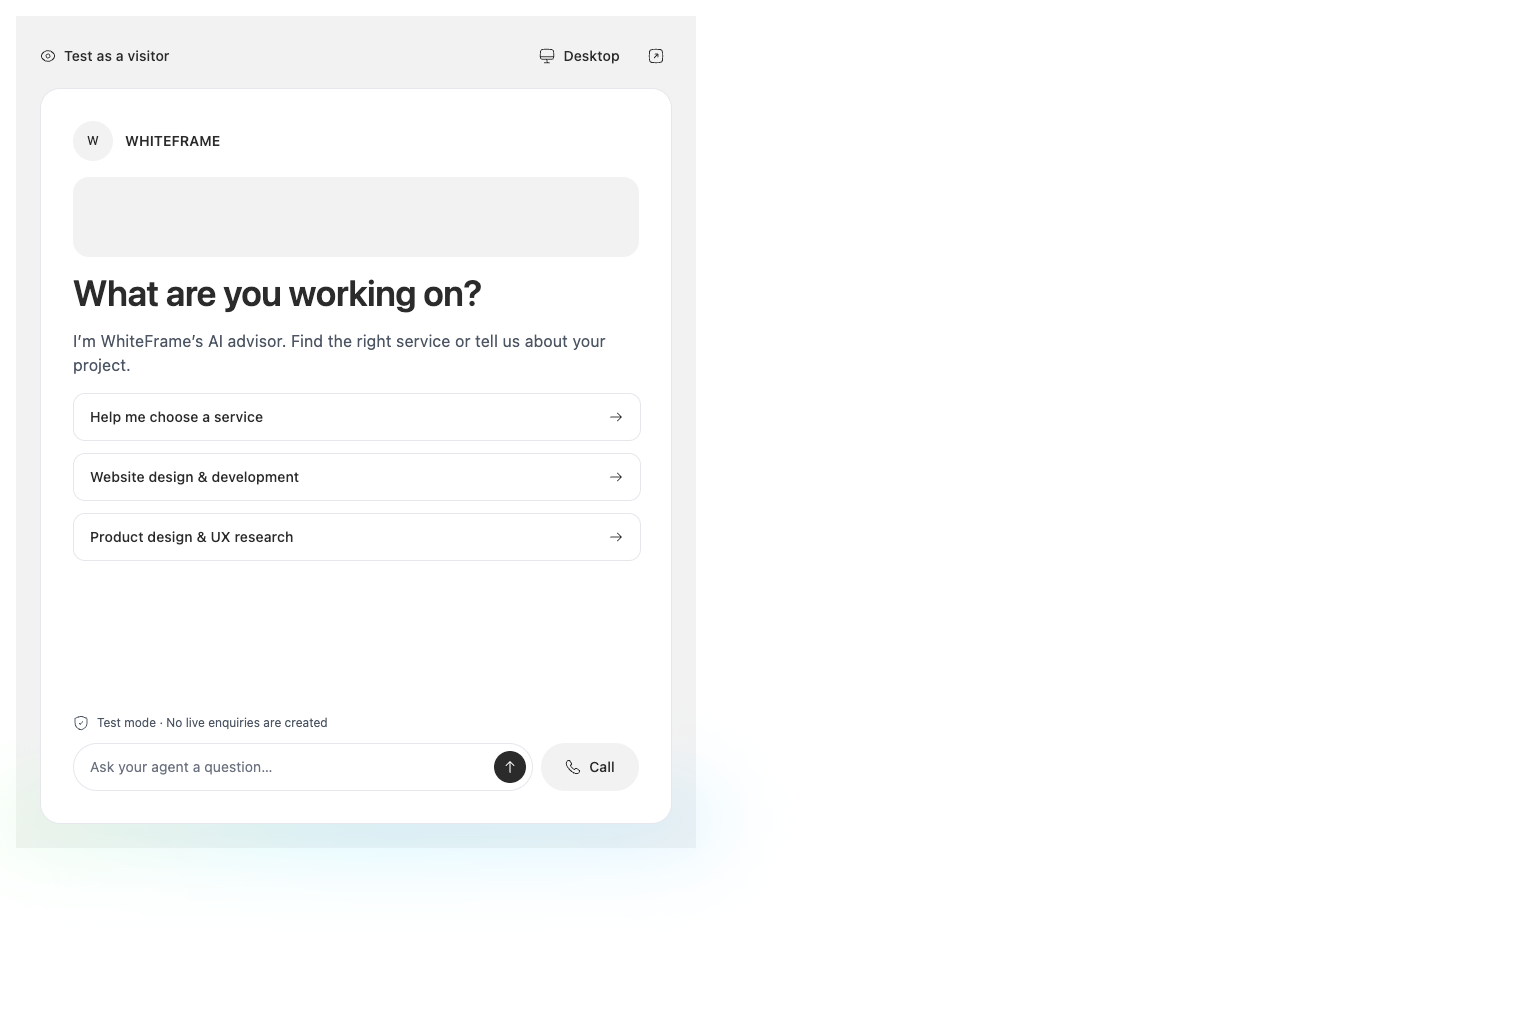 Test as a visitor
Desktop
W
WHITEFRAME
What are you working on?
I’m WhiteFrame’s AI advisor. Find the right service or tell us about your
project.
Help me choose a service
Website design & development
Product design & UX research
Test mode · No live enquiries are created
Ask your agent a question…
Call